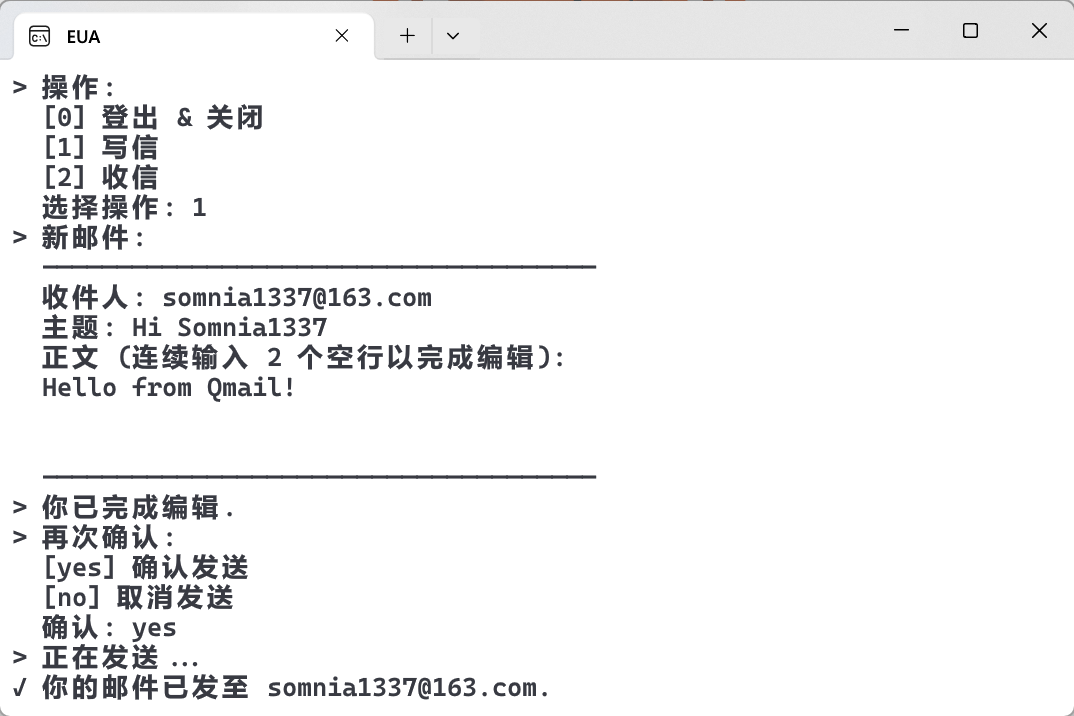 EUA
> 操作:
[0] 登出 & 关闭
[1] 写信
[2] 收信
选择操作: 1
> 新邮件:
收件人: somnia1337@163.com
主题: Hi Somnia1337
正文 (连续输入 2 个空行以完成编辑):
Hello from Qmail!
> 你已完成编辑.
> 再次确认:
[yes] 确认发送
[no] 取消发送
确认: yes
> 正在发送 ...
√ 你的邮件已发至 somnia1337@163.com.